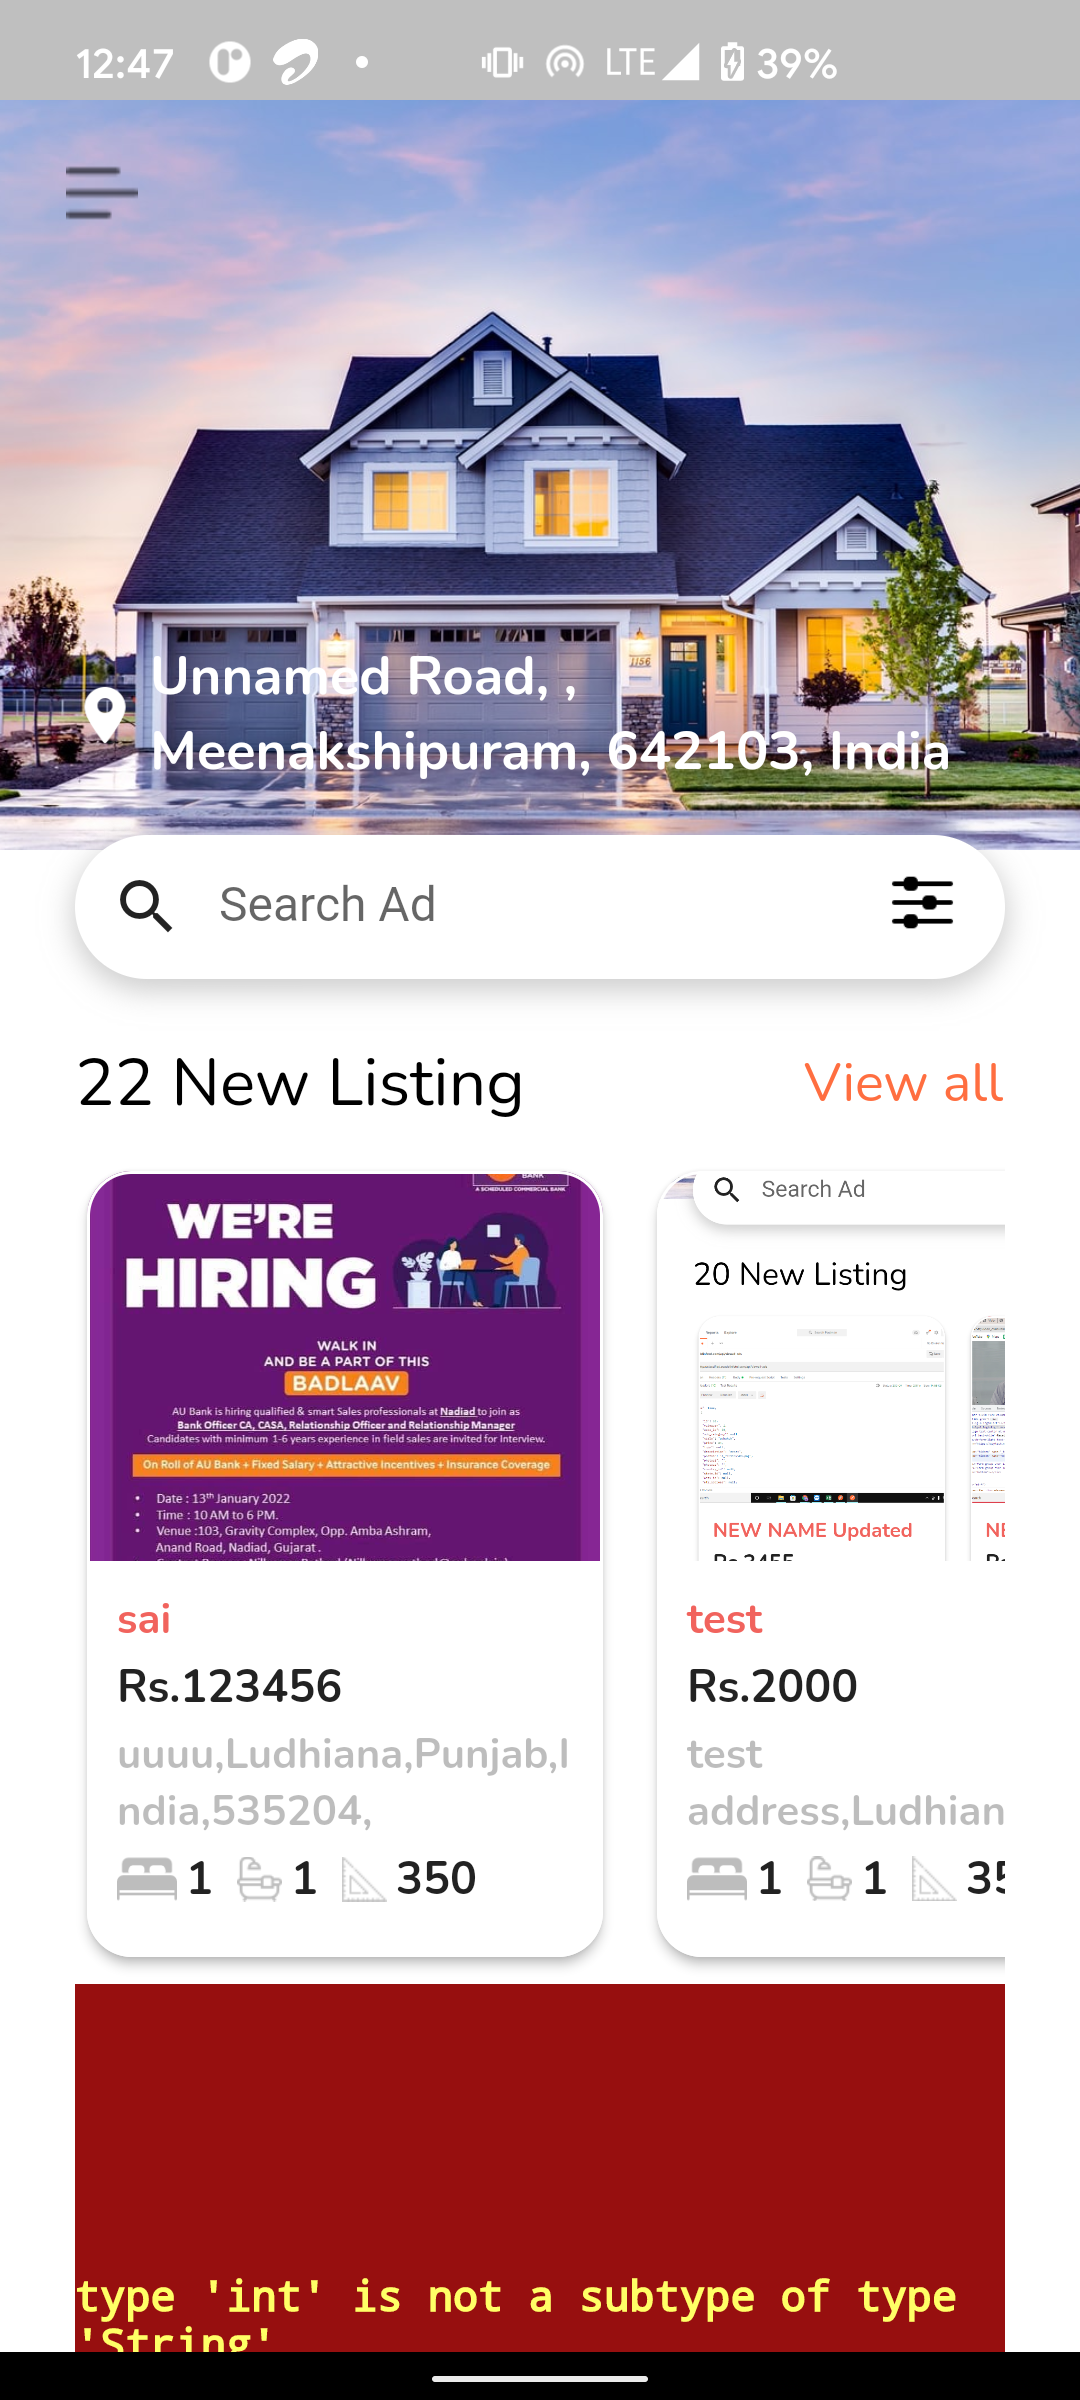 12:47 LTE 39%
1156
Unnamed Road, ,
Meenakshipuram, 642103, India
Search Ad
22 New Listing
View all
BANK
A SCHEDULED COMMERCIAL BANK
WE'RE
HIRING
WALK IN
AND BE A PART OF THIS
BADLAAV
AU Bank is hiring qualified & smart Sales professionals at Nadiad to join as
Bank Officer CA, CASA, Relationship Officer and Relationship Manager
Candidates with minimum 1-6 years experience in field sales are invited for Interview.
On Roll of AU Bank + Fixed Salary + Attractive Incentives + Insurance Coverage
• Date : 13th January 2022
• Time : 10 AM to 6 PM.
• Venue :103, Gravity Complex, Opp. Amba Ashram,
Anand Road, Nadiad, Gujarat .
sai
Rs.123456
uuuu,Ludhiana,Punjab,I
ndia,535204,
1 1 350
Search Ad
20 New Listing
NEW NAME Updated
NE
Rs.3455
test
Rs.2000
test
address,Ludhian
1 1 35
type 'int' is not a subtype of type
'String'